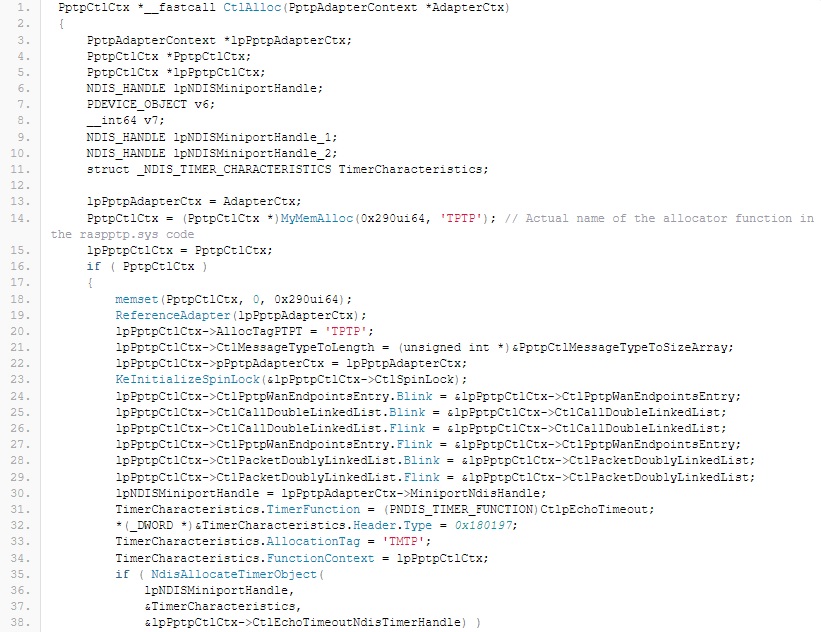 1. PptpCtlCtx *__fastcall CtlAlloc(PptpAdapterContext *AdapterCtx)
2. {
3. PptpAdapterContext *lpPptpAdapterCtx;
4. PptpCtlCtx *PptpCtlCtx;
5. PptpCtlCtx *lpPptpCtlCtx;
6. NDIS_HANDLE lpNDISMiniportHandle;
7. PDEVICE_OBJECT v6;
8. __int64 v7;
9. NDIS_HANDLE lpNDISMiniportHandle_1;
10. NDIS_HANDLE lpNDISMiniportHandle_2;
11. struct _NDIS_TIMER_CHARACTERISTICS TimerCharacteristics;
12.
13. lpPptpAdapterCtx = AdapterCtx;
14. PptpCtlCtx = (PptpCtlCtx *)MyMemAlloc(0x290ui64, 'TPTP'); // Actual name of the allocator function in
the raspptp.sys code
15. lpPptpCtlCtx = PptpCtlCtx;
16. if ( PptpCtlCtx )
17. {
18. memset(PptpCtlCtx, 0, 0x290ui64);
19. ReferenceAdapter(lpPptpAdapterCtx);
20. lpPptpCtlCtx->AllocTagPTPT = 'TPTP';
21. lpPptpCtlCtx->CtlMessageTypeToLength = (unsigned int *)&PptpCtlMessageTypeToSizeArray;
22. lpPptpCtlCtx->pPptpAdapterCtx = lpPptpAdapterCtx;
23. KeInitializeSpinLock(&lpPptpCtlCtx->CtlSpinLock);
24. lpPptpCtlCtx->CtlPptpWanEndpointsEntry.Blink = &lpPptpCtlCtx->CtlPptpWanEndpointsEntry;
25. lpPptpCtlCtx->CtlCallDoubleLinkedList.Blink = &lpPptpCtlCtx->CtlCallDoubleLinkedList;
26. lpPptpCtlCtx->CtlCallDoubleLinkedList.Flink = &lpPptpCtlCtx->CtlCallDoubleLinkedList;
27. lpPptpCtlCtx->CtlPptpWanEndpointsEntry.Flink = &lpPptpCtlCtx->CtlPptpWanEndpointsEntry;
28. lpPptpCtlCtx->CtlPacketDoublyLinkedList.Blink = &lpPptpCtlCtx->CtlPacketDoublyLinkedList;
29. lpPptpCtlCtx->CtlPacketDoublyLinkedList.Flink = &lpPptpCtlCtx->CtlPacketDoublyLinkedList;
30. lpNDISMiniportHandle = lpPptpAdapterCtx->MiniportNdisHandle;
31. TimerCharacteristics.TimerFunction = (PNDIS_TIMER_FUNCTION)CtlpEchoTimeout;
32. *(_DWORD *)&TimerCharacteristics.Header.Type = 0x180197;
33. TimerCharacteristics.AllocationTag = 'TMTP';
34. TimerCharacteristics.FunctionContext = lpPptpCtlCtx;
35. if ( NdisAllocateTimerObject(
36. lpNDISMiniportHandle,
37. &TimerCharacteristics,
38. &lpPptpCtlCtx->CtlEchoTimeoutNdisTimerHandle) )